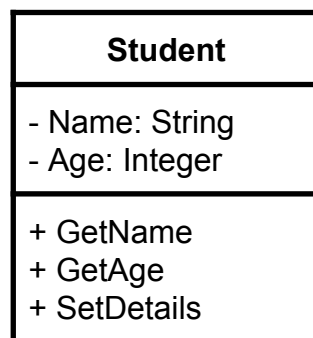 Student
- Name: String
- Age: Integer
+ GetName
+ GetAge
+ SetDetails